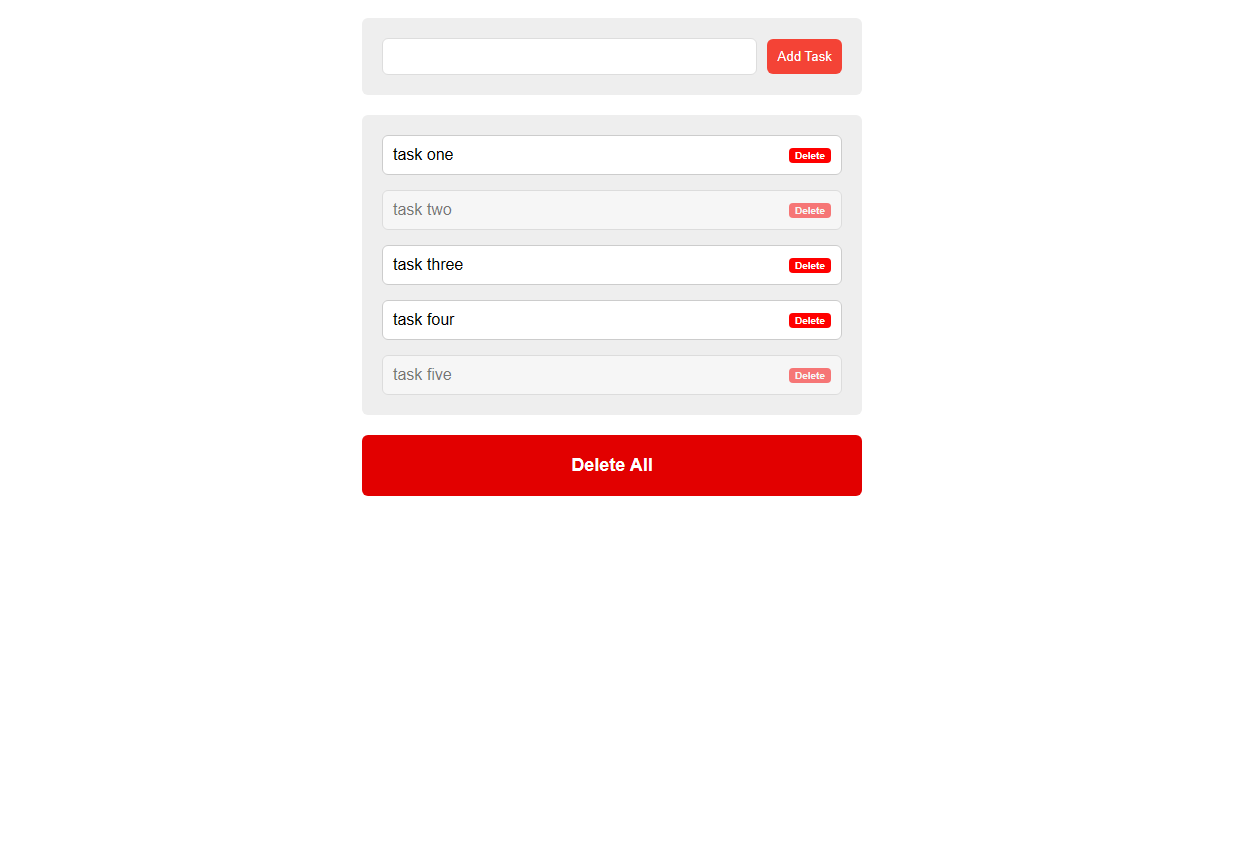 Add Task
task one Delete
task two Delete
task three Delete
task four Delete
task five Delete
Delete All